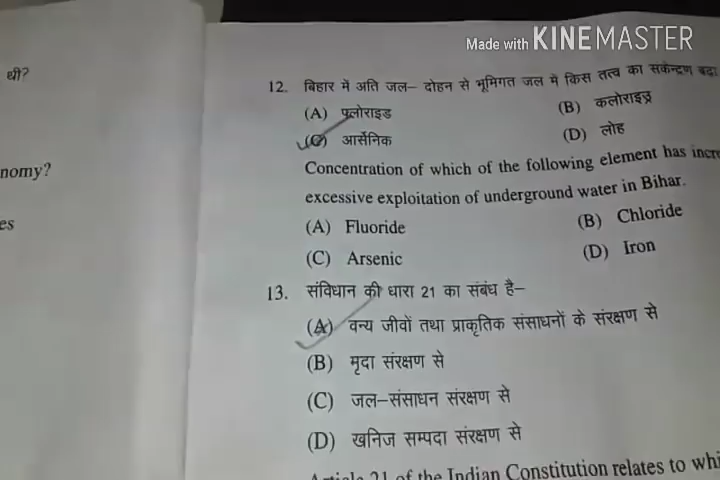 Made with KINEMASTER
थी?
nomy?
es
12. बिहार में अति जल– दोहन से भूमिगत जल में किस तत्व का संकेन्द्रण बढ़ा
(A) फ्लोराइड (B) कलोराइड
(C) आर्सेनिक (D) लोह
Concentration of which of the following element has incre
excessive exploitation of underground water in Bihar.
(A) Fluoride (B) Chloride
(C) Arsenic (D) Iron
13. संविधान की धारा 21 का संबंध है–
(A) वन्य जीवों तथा प्राकृतिक संसाधनों के संरक्षण से
(B) मृदा संरक्षण से
(C) जल–संसाधन संरक्षण से
(D) खनिज सम्पदा संरक्षण से
Article 21 of the Indian Constitution relates to whi